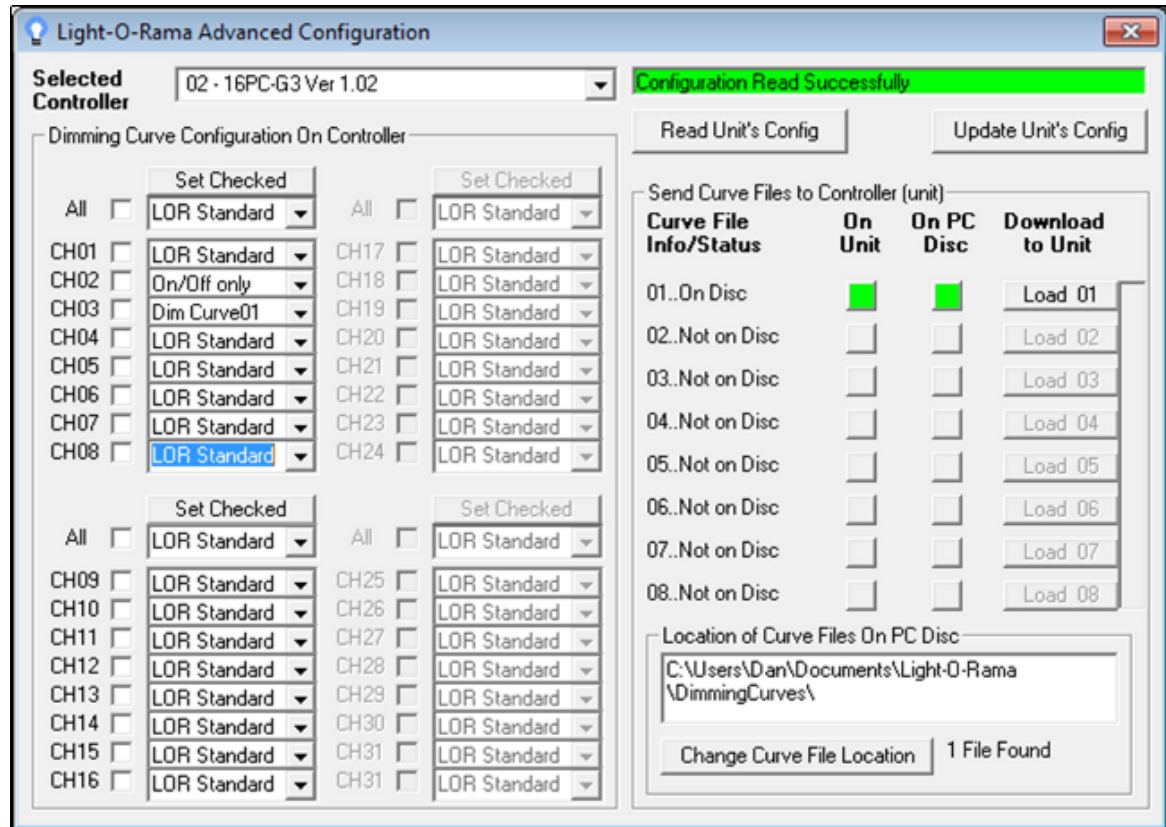 Light-O-Rama Advanced Configuration
Selected
Controller
02 - 16PC-G3 Ver 1.02
Dimming Curve Configuration On Controller
Set Checked Set Checked
All LOR Standard All LOR Standard
CH01 LOR Standard CH17 LOR Standard
CH02 On/Off only CH18 LOR Standard
CH03 Dim Curve01 CH19 LOR Standard
CH04 LOR Standard CH20 LOR Standard
CH05 LOR Standard CH21 LOR Standard
CH06 LOR Standard CH22 LOR Standard
CH07 LOR Standard CH23 LOR Standard
CH08 LOR Standard CH24 LOR Standard
Set Checked Set Checked
All LOR Standard All LOR Standard
CH09 LOR Standard CH25 LOR Standard
CH10 LOR Standard CH26 LOR Standard
CH11 LOR Standard CH27 LOR Standard
CH12 LOR Standard CH28 LOR Standard
CH13 LOR Standard CH29 LOR Standard
CH14 LOR Standard CH30 LOR Standard
CH15 LOR Standard CH31 LOR Standard
CH16 LOR Standard CH31 LOR Standard
Configuration Read Successfully
Read Unit's Config Update Unit's Config
Send Curve Files to Controller (unit)
Curve File On On PC Download
Info/Status Unit Disc to Unit
01..On Disc Load 01
02..Not on Disc Load 02
03..Not on Disc Load 03
04..Not on Disc Load 04
05..Not on Disc Load 05
06..Not on Disc Load 06
07..Not on Disc Load 07
08..Not on Disc Load 08
Location of Curve Files On PC Disc
C:\Users\Dan\Documents\Light-O-Rama
\DimmingCurves\
Change Curve File Location 1 File Found